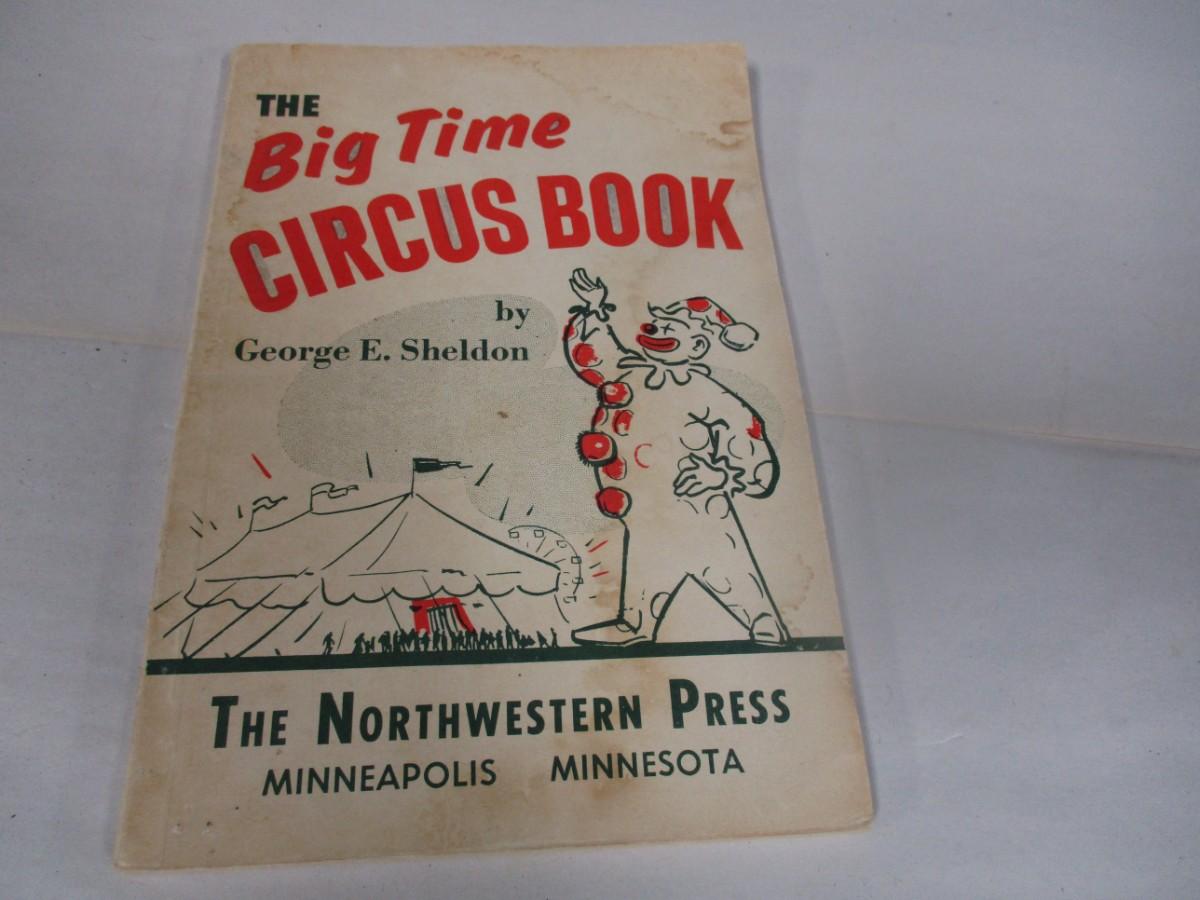 THE
Big Time
CIRCUS BOOK
by
George E. Sheldon
THE NORTHWESTERN PRESS
MINNEAPOLIS MINNESOTA